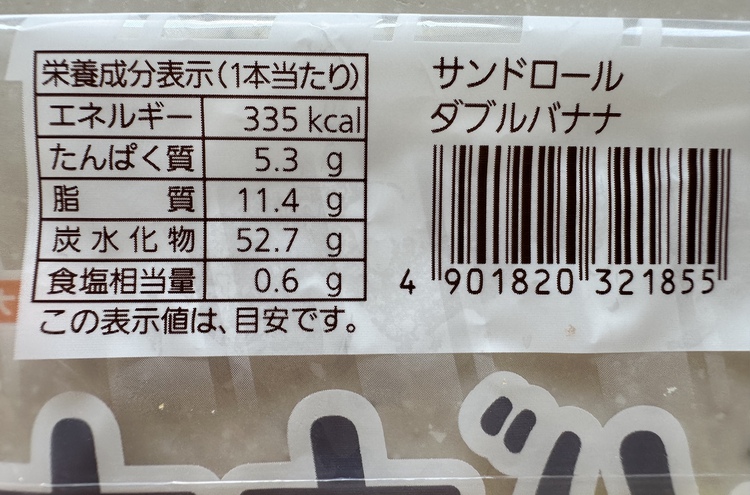 栄養成分表示(1本当たり)
エネルギー 335 kcal
たんぱく質 5.3 g
脂質 11.4 g
炭水化物 52.7 g
食塩相当量 0.6 g
この表示値は、目安です。
サンドロール
ダブルバナナ
4 901820 321855
大